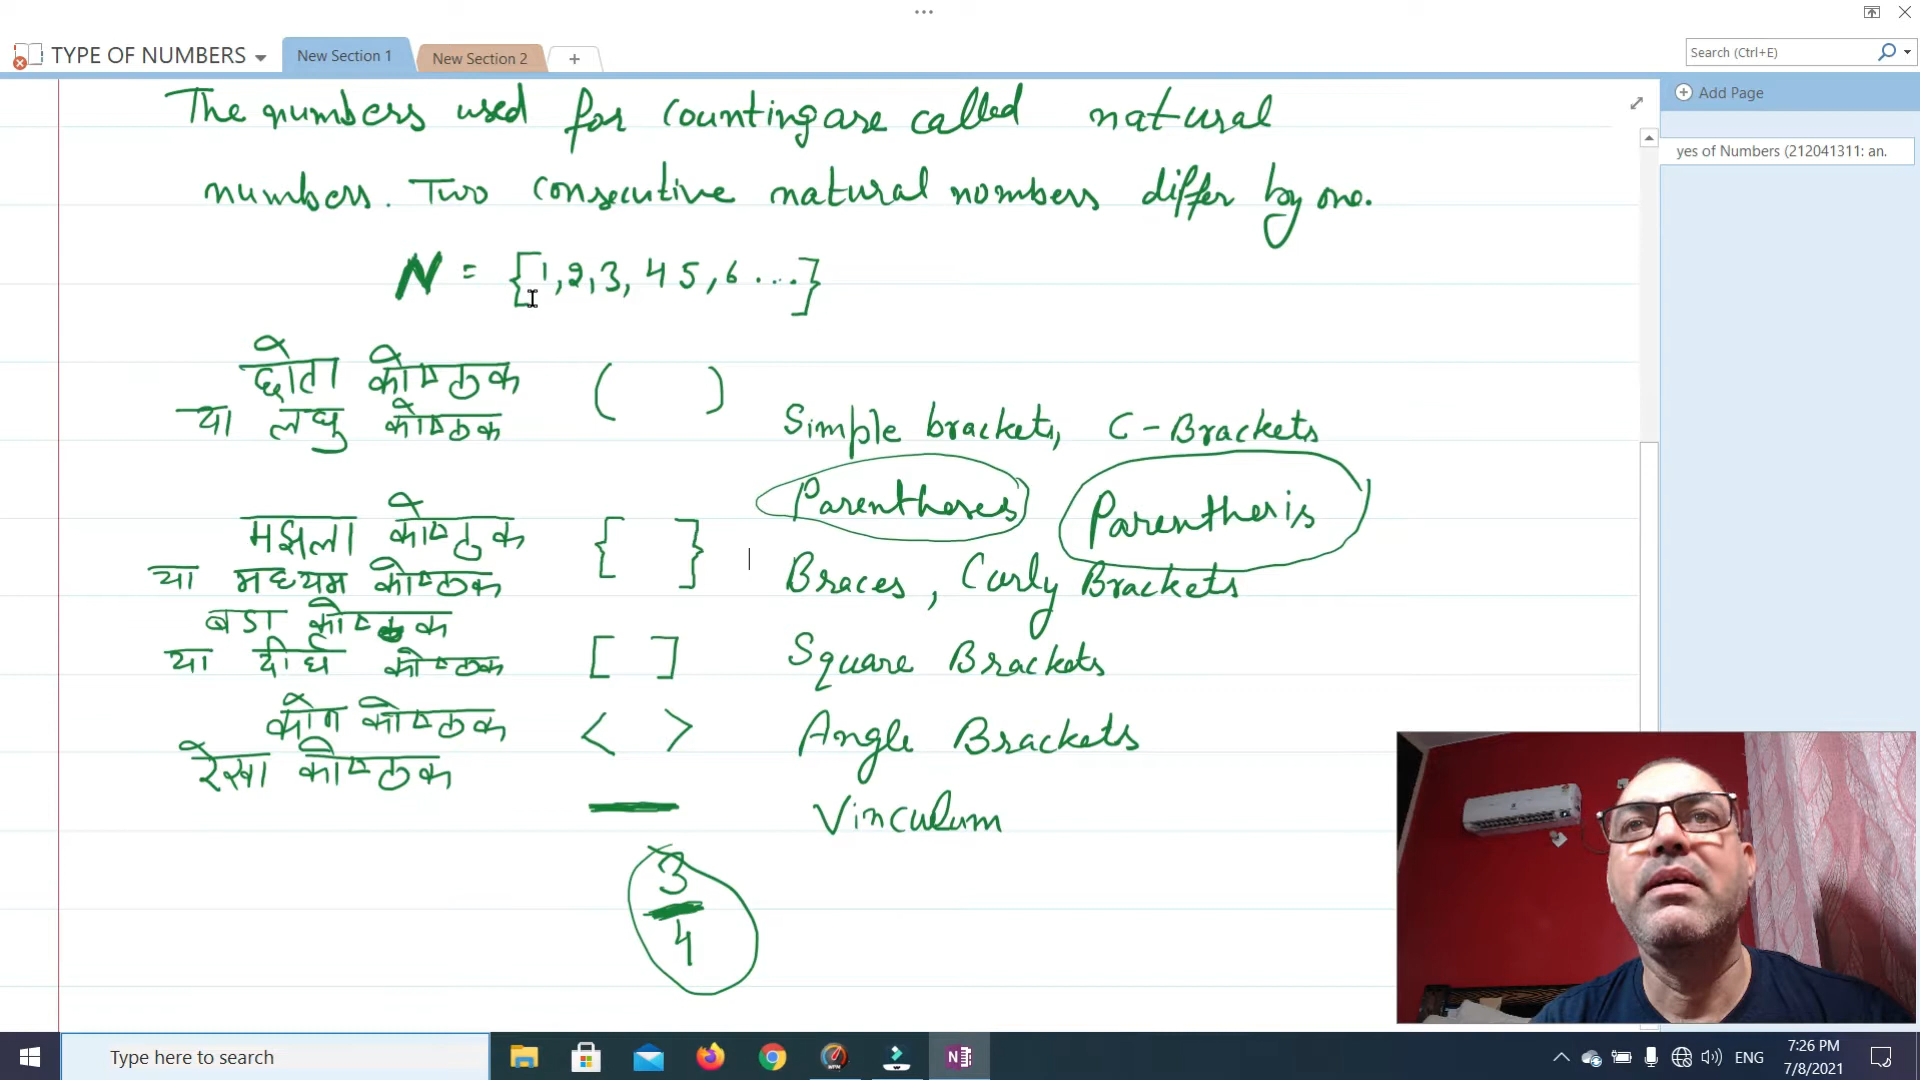 ...
TYPE OF NUMBERS
New Section 1
New Section 2
+
Search (Ctrl+E)
Add Page
yes of Numbers (212041311: an.
The numbers used for counting are called natural
numbers. Two consecutive natural numbers differ by one.
N = {1,2,3, 4 5, 6 ...}
छोटा कोष्ठक ( )
या लघु कोष्ठक
Simple brackets, C-Brackets
Parentheses Parenthesis
मझला कोष्ठक { }
या मध्यम कोष्ठक
Braces, Curly Brackets
बडा कोष्ठक
या दीर्घ कोष्ठक [ ] Square Brackets
कोण कोष्ठक < > Angle Brackets
रेखा कोष्ठक — Vinculum
3
4
Type here to search
ENG
7:26 PM
7/8/2021